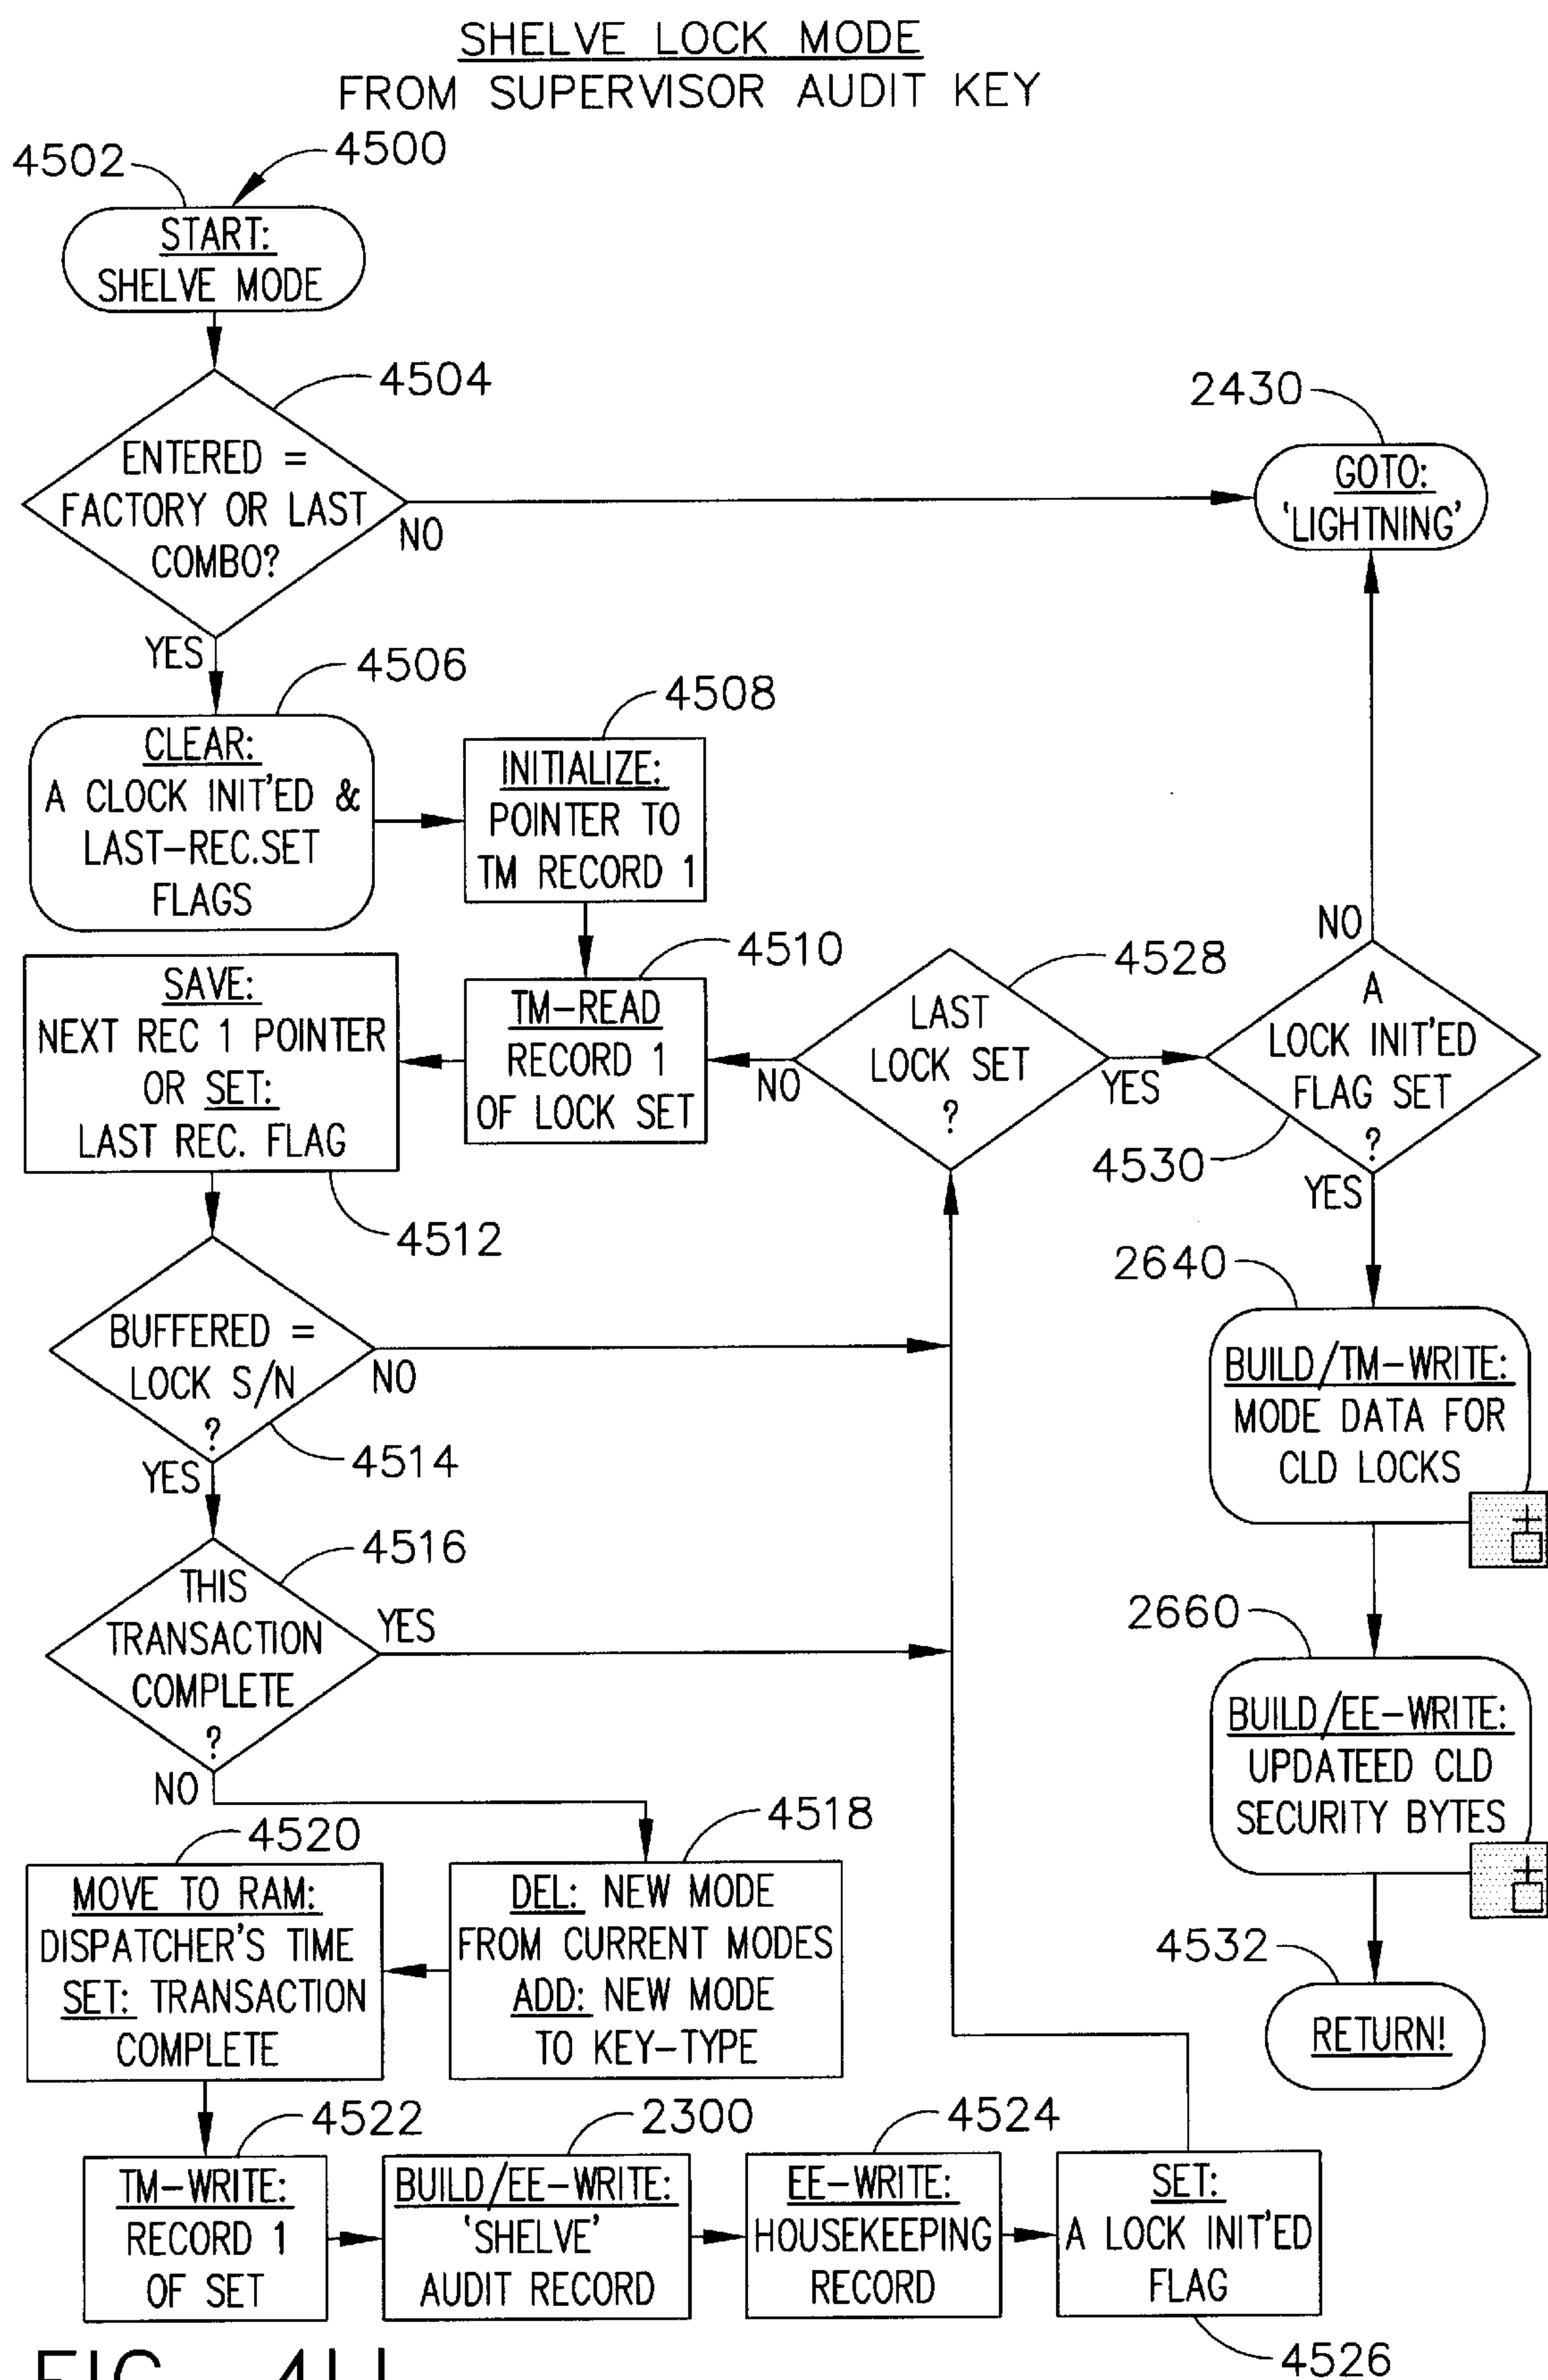 SHELVE LOCK MODE
FROM SUPERVISOR AUDIT KEY
4502
4500
START:
SHELVE MODE
4504
ENTERED =
FACTORY OR LAST
COMBO?
NO
YES
2430
GOTO:
'LIGHTNING'
4506
CLEAR:
A CLOCK INIT'ED &
LAST-REC.SET
FLAGS
4508
INITIALIZE:
POINTER TO
TM RECORD 1
4510
TM-READ
RECORD 1
OF LOCK SET
SAVE:
NEXT REC 1 POINTER
OR SET:
LAST REC. FLAG
4512
4528
LAST
LOCK SET
?
NO
YES
NO
A
LOCK INIT'ED
FLAG SET
?
4530
YES
BUFFERED =
LOCK S/N
?
NO
4514
YES
2640
BUILD/TM-WRITE:
MODE DATA FOR
CLD LOCKS
4516
THIS
TRANSACTION
COMPLETE
?
YES
NO
2660
BUILD/EE-WRITE:
UPDATEED CLD
SECURITY BYTES
4518
DEL: NEW MODE
FROM CURRENT MODES
ADD: NEW MODE
TO KEY-TYPE
4520
MOVE TO RAM:
DISPATCHER'S TIME
SET: TRANSACTION
COMPLETE
4532
RETURN!
4522
TM-WRITE:
RECORD 1
OF SET
2300
BUILD/EE-WRITE:
'SHELVE'
AUDIT RECORD
4524
EE-WRITE:
HOUSEKEEPING
RECORD
SET:
A LOCK INIT'ED
FLAG
4526